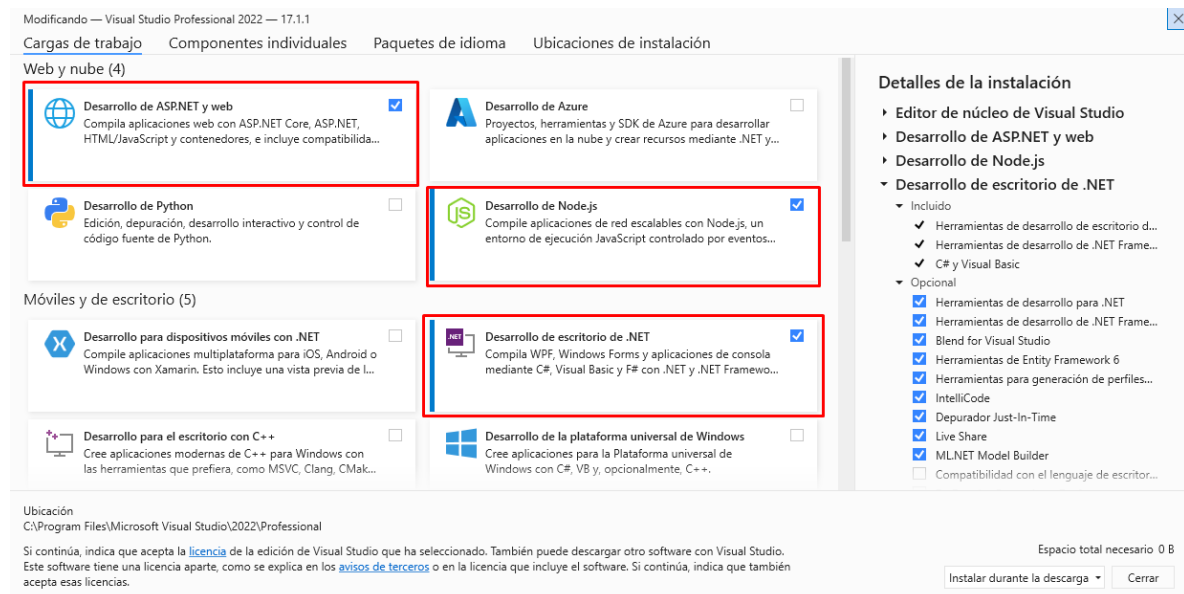 Modificando — Visual Studio Professional 2022 — 17.1.1
Cargas de trabajo Componentes individuales Paquetes de idioma Ubicaciones de instalación
Web y nube (4)
Desarrollo de ASP.NET y web
Compila aplicaciones web con ASP.NET Core, ASP.NET,
HTML/JavaScript y contenedores, e incluye compatibilida...
Desarrollo de Azure
Proyectos, herramientas y SDK de Azure para desarrollar
aplicaciones en la nube y crear recursos mediante .NET y...
Desarrollo de Python
Edición, depuración, desarrollo interactivo y control de
código fuente de Python.
Desarrollo de Node.js
Compile aplicaciones de red escalables con Node.js, un
entorno de ejecución JavaScript controlado por eventos...
Móviles y de escritorio (5)
Desarrollo para dispositivos móviles con .NET
Compile aplicaciones multiplataforma para iOS, Android o
Windows con Xamarin. Esto incluye una vista previa de l...
.NET
Desarrollo de escritorio de .NET
Compila WPF, Windows Forms y aplicaciones de consola
mediante C#, Visual Basic y F# con .NET y .NET Framewo...
Desarrollo para el escritorio con C++
Cree aplicaciones modernas de C++ para Windows con
las herramientas que prefiera, como MSVC, Clang, CMak...
Desarrollo de la plataforma universal de Windows
Cree aplicaciones para la Plataforma universal de
Windows con C#, VB y, opcionalmente, C++.
Detalles de la instalación
Editor de núcleo de Visual Studio
Desarrollo de ASP.NET y web
Desarrollo de Node.js
Desarrollo de escritorio de .NET
Incluido
Herramientas de desarrollo de escritorio d...
Herramientas de desarrollo de .NET Frame...
C# y Visual Basic
Opcional
Herramientas de desarrollo para .NET
Herramientas de desarrollo de .NET Frame...
Blend for Visual Studio
Herramientas de Entity Framework 6
Herramientas para generación de perfiles...
IntelliCode
Depurador Just-In-Time
Live Share
ML.NET Model Builder
Compatibilidad con el lenguaje de escritor...
Ubicación
C:\Program Files\Microsoft Visual Studio\2022\Professional
Si continúa, indica que acepta la licencia de la edición de Visual Studio que ha seleccionado. También puede descargar otro software con Visual Studio.
Este software tiene una licencia aparte, como se explica en los avisos de terceros o en la licencia que incluye el software. Si continúa, indica que también
acepta esas licencias.
Espacio total necesario 0 B
Instalar durante la descarga Cerrar